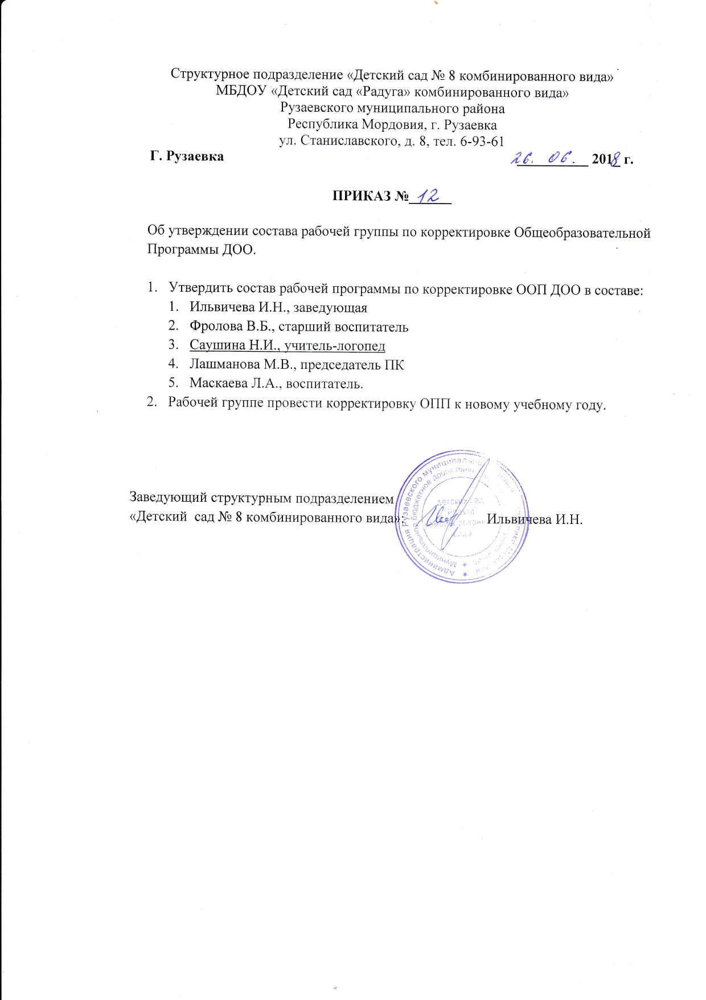 Структурное подразделение «Детский сад № 8 комбинированного вида»
МБДОУ «Детский сад «Радуга» комбинированного вида»
Рузаевского муниципального района
Республика Мордовия, г. Рузаевка
ул. Станиславского, д. 8, тел. 6-93-61
Г. Рузаевка 26. 06. 2018 г.
ПРИКАЗ № 12
Об утверждении состава рабочей группы по корректировке Общеобразовательной
Программы ДОО.
1. Утвердить состав рабочей программы по корректировке ООП ДОО в составе:
1. Ильвичева И.Н., заведующая
2. Фролова В.Б., старший воспитатель
3. Саушина Н.И., учитель-логопед
4. Лашманова М.В., председатель ПК
5. Маскаева Л.А., воспитатель.
2. Рабочей группе провести корректировку ОПП к новому учебному году.
Заведующий структурным подразделением
«Детский сад № 8 комбинированного вида»: Ильвичева И.Н.
Администрация Рузаевского
Муниципальное бюджетное
детский сад